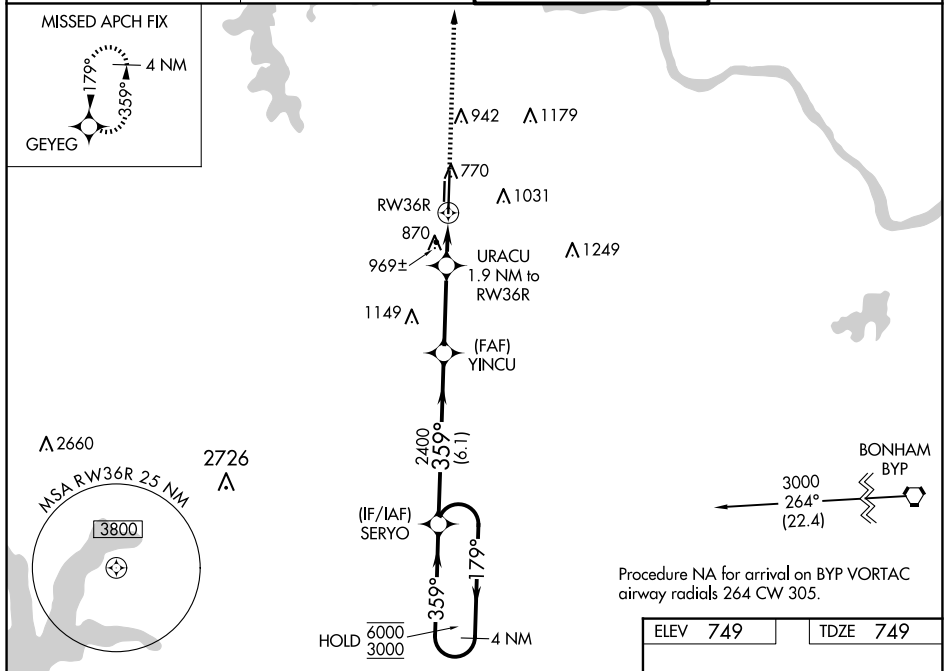 MISSED APCH FIX
4 NM
179°
359°
GEYEG
942
1179
770
1031
RW36R
870
969±
URACU
1.9 NM to
RW36R
1249
1149
(FAF)
YINCU
2400
359°
(6.1)
2660
2726
MSA RW36R 25 NM
3800
BONHAM
BYP
3000
264°
(22.4)
(IF/IAF)
SERYO
359°
179°
HOLD
6000
3000
4 NM
Procedure NA for arrival on BYP VORTAC
airway radials 264 CW 305.
ELEV 749
TDZE 749